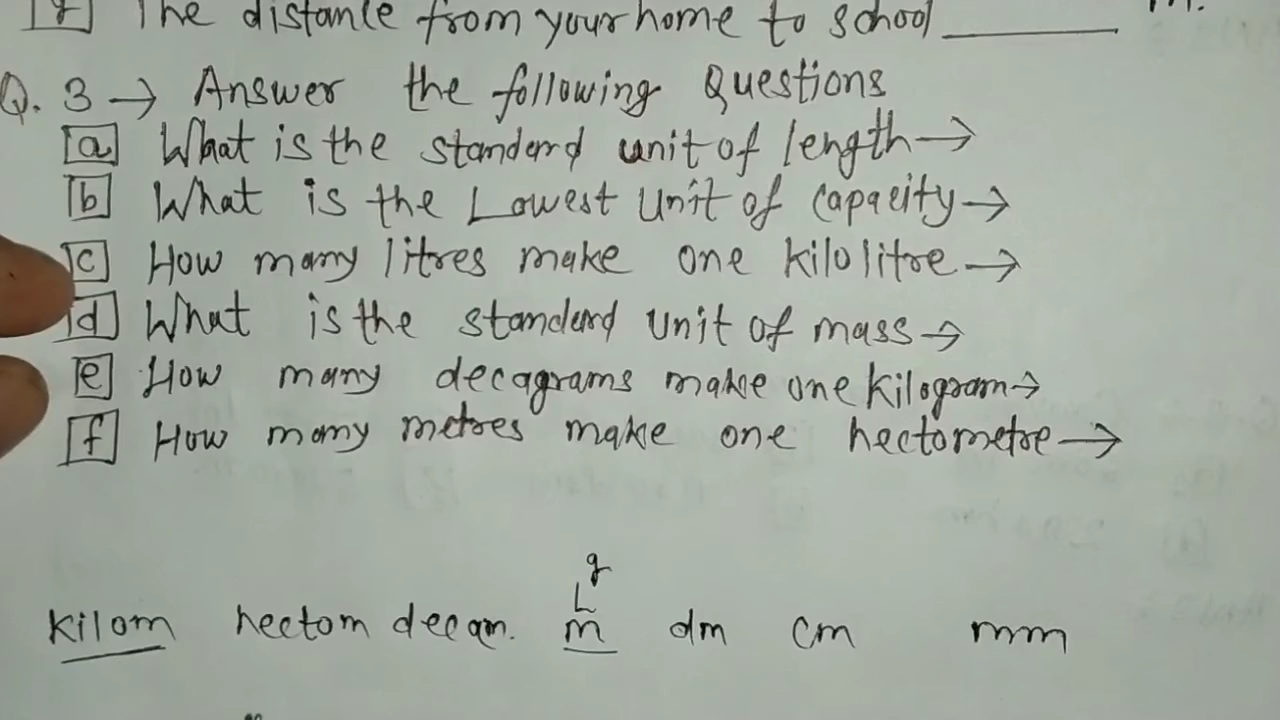 The distance from your home to school ______ m.
Q. 3 → Answer the following Questions
[a] What is the standerd unit of length →
[b] What is the Lowest Unit of capacity →
[c] How many litres make one kilolitre →
[d] What is the standerd Unit of mass →
[e] How many decagrams make one kilogram →
[f] How many metres make one hectometre →
g
L
kilom hectom decam. m dm cm mm